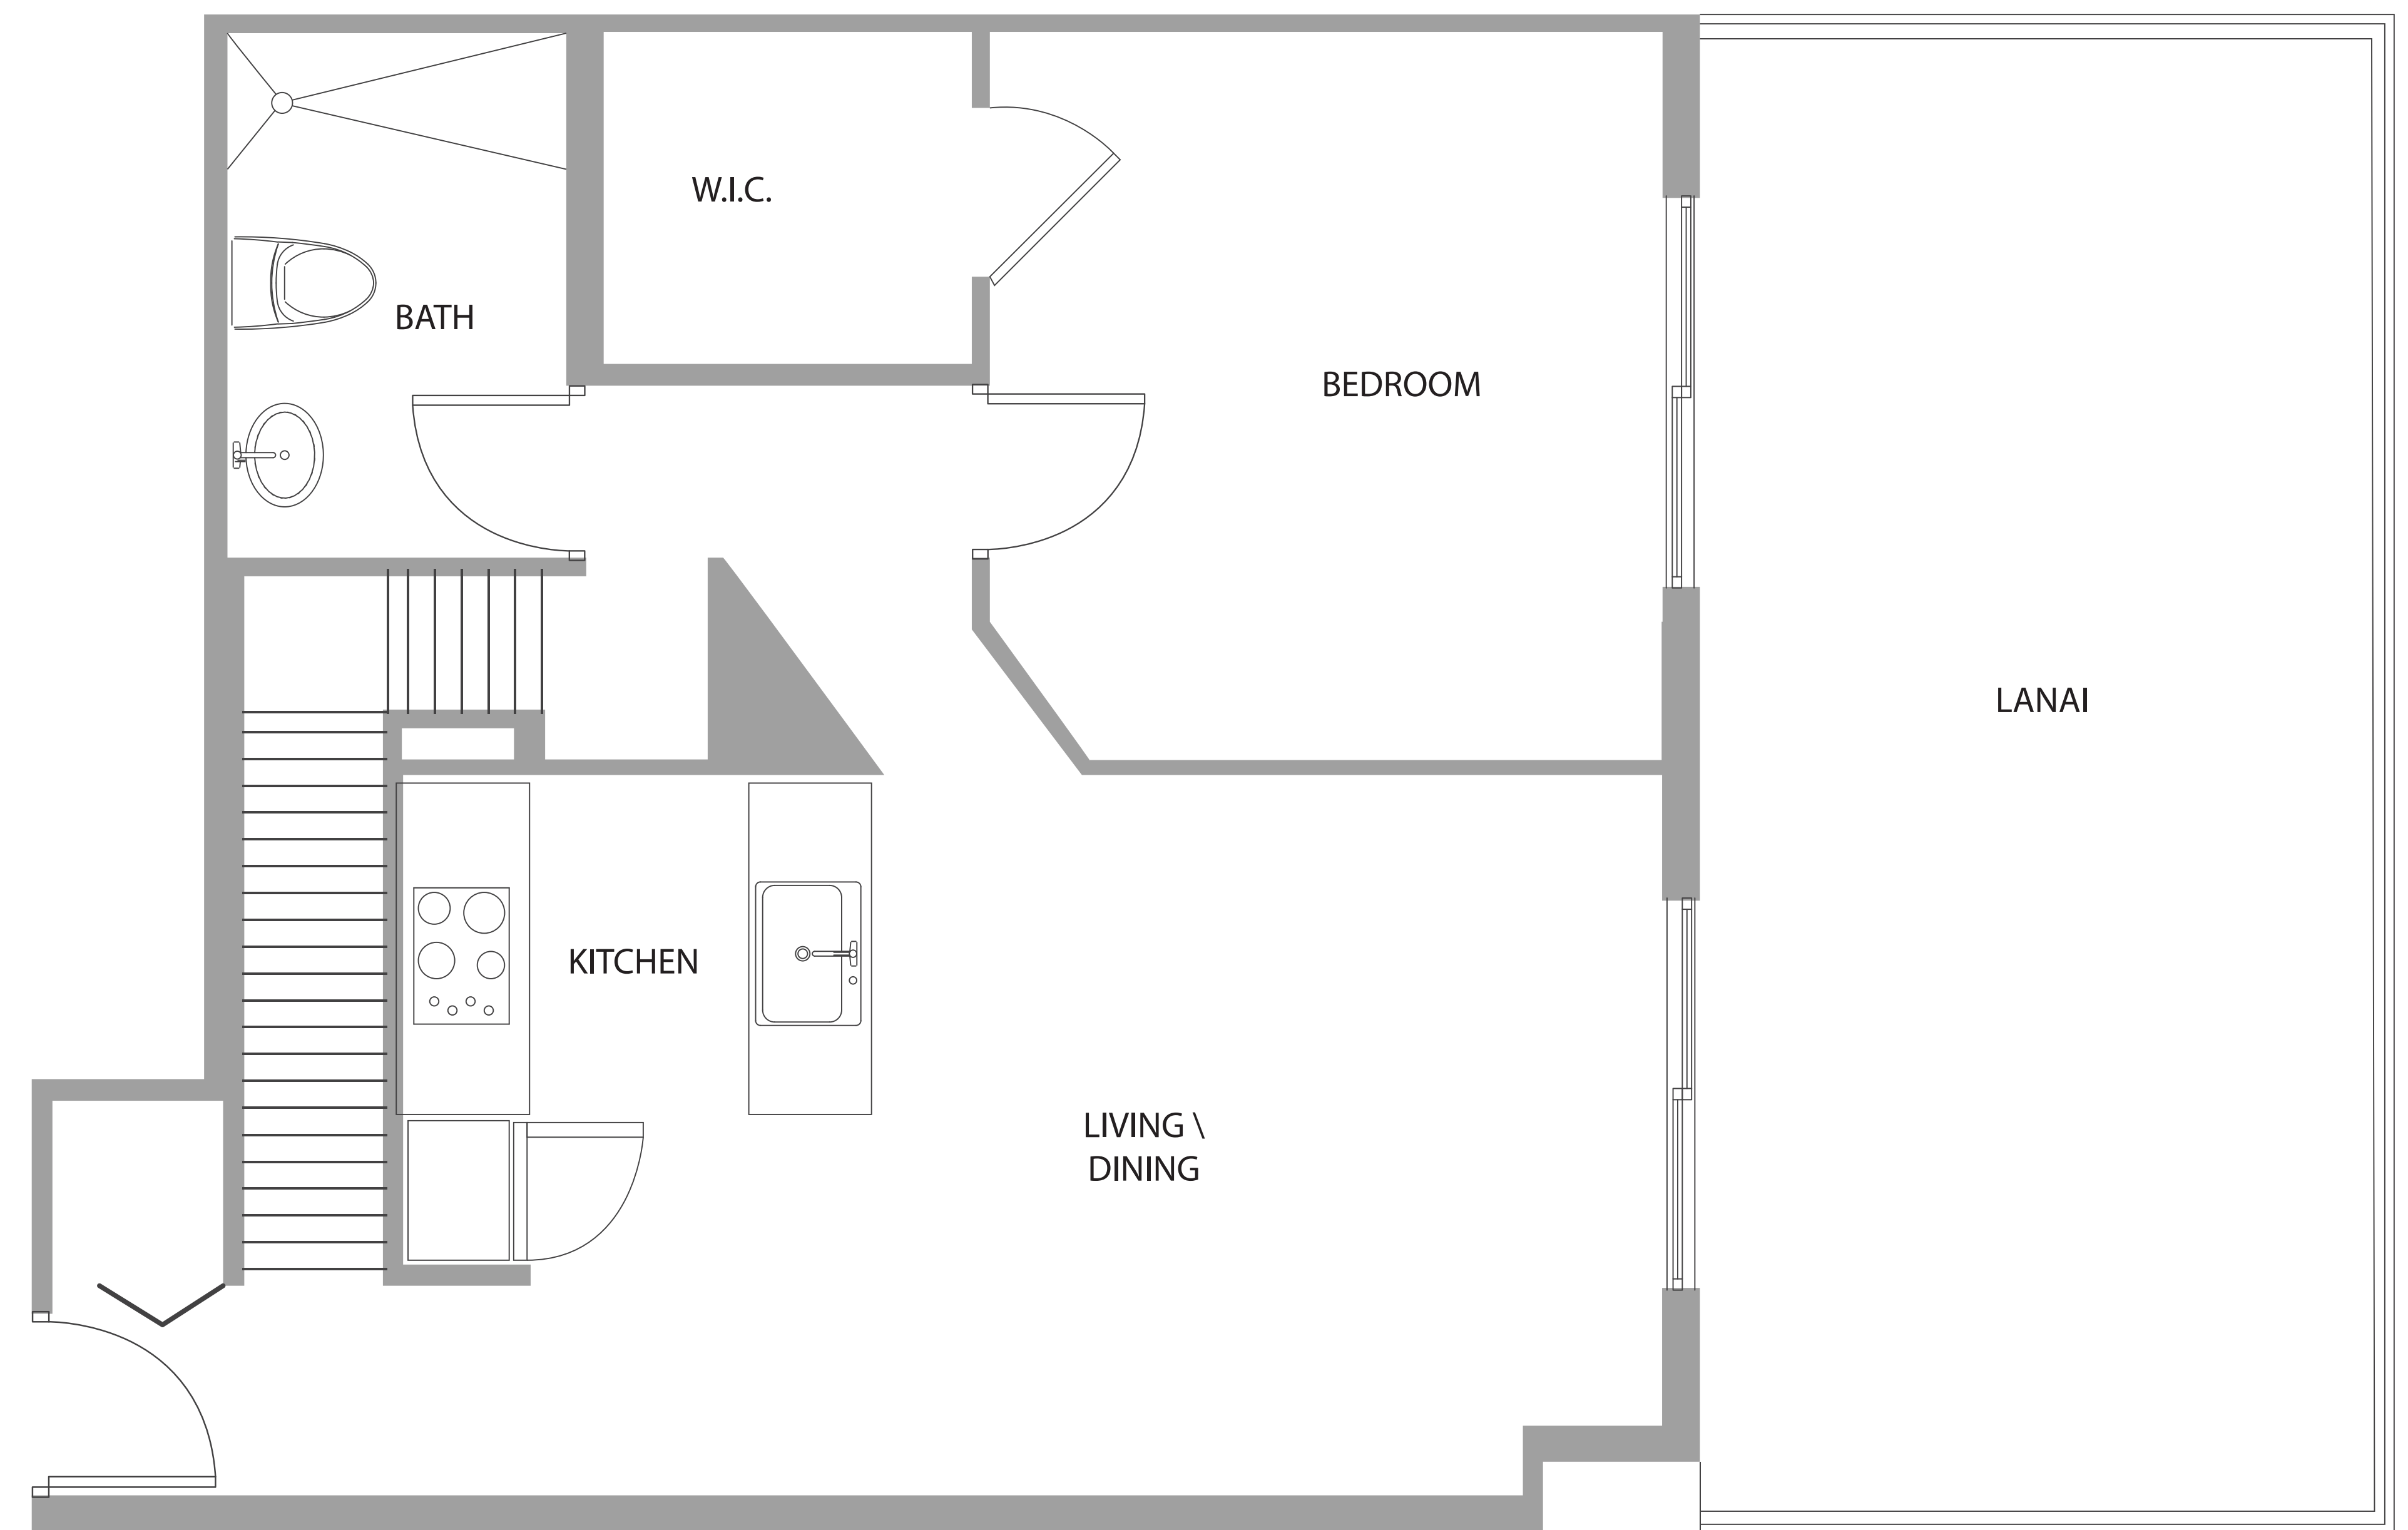 W.I.C.
BATH
BEDROOM
LANAI
KITCHEN
LIVING \
DINING